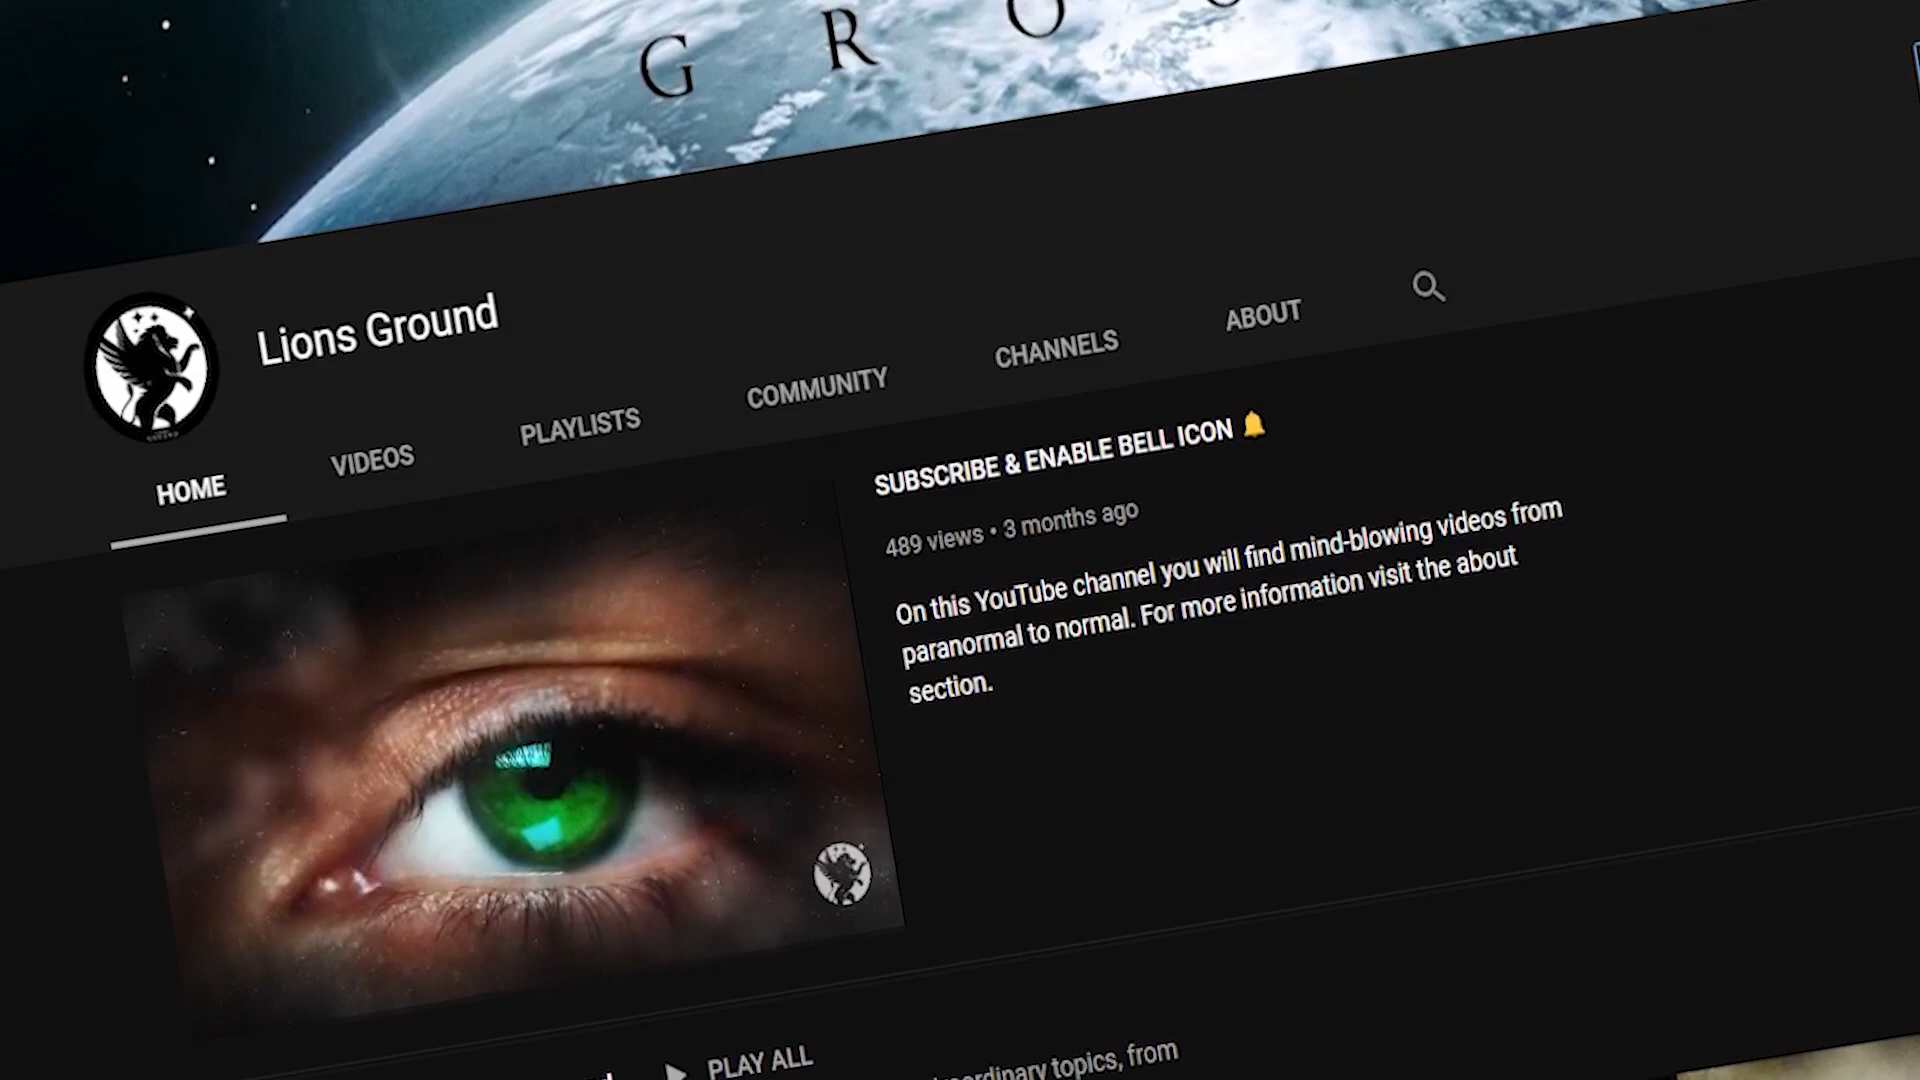 G R O
Lions Ground
HOME VIDEOS PLAYLISTS COMMUNITY CHANNELS ABOUT
SUBSCRIBE & ENABLE BELL ICON 🔔
489 views • 3 months ago
On this YouTube channel you will find mind-blowing videos from
paranormal to normal. For more information visit the about
section.
PLAY ALL
topics, from